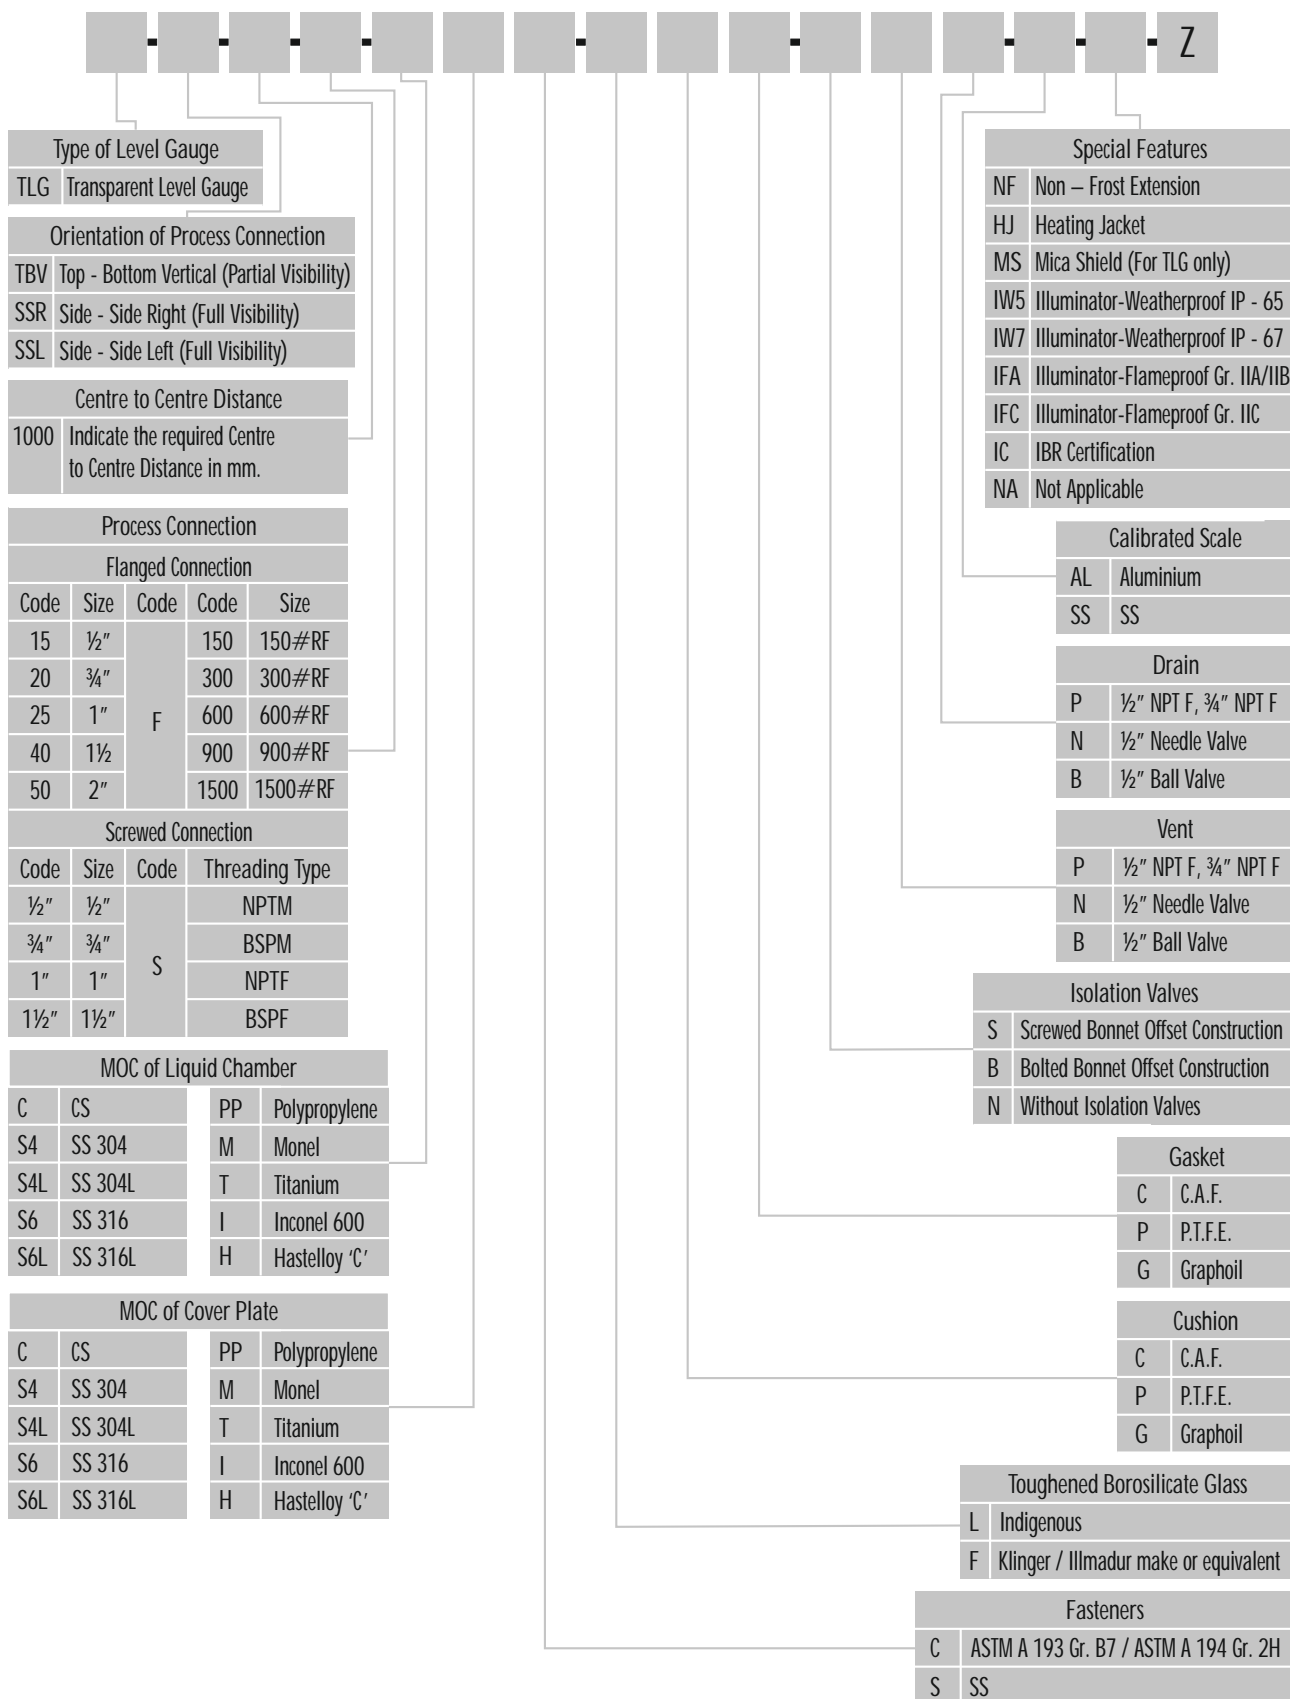 - - - - - - - - Z
Type of Level Gauge
TLG Transparent Level Gauge
Orientation of Process Connection
TBV Top - Bottom Vertical (Partial Visibility)
SSR Side - Side Right (Full Visibility)
SSL Side - Side Left (Full Visibility)
Centre to Centre Distance
1000 Indicate the required Centre
to Centre Distance in mm.
Process Connection
Flanged Connection
Code Size Code Code Size
15 ½" 150 150#RF
20 ¾" 300 300#RF
25 1" F 600 600#RF
40 1½ 900 900#RF
50 2" 1500 1500#RF
Screwed Connection
Code Size Code Threading Type
½" ½" NPTM
¾" ¾" BSPM
S
1" 1" NPTF
1½" 1½" BSPF
MOC of Liquid Chamber
C CS PP Polypropylene
S4 SS 304 M Monel
S4L SS 304L T Titanium
S6 SS 316 I Inconel 600
S6L SS 316L H Hastelloy ‘C’
MOC of Cover Plate
C CS PP Polypropylene
S4 SS 304 M Monel
S4L SS 304L T Titanium
S6 SS 316 I Inconel 600
S6L SS 316L H Hastelloy ‘C’
Special Features
NF Non – Frost Extension
HJ Heating Jacket
MS Mica Shield (For TLG only)
IW5 Illuminator-Weatherproof IP - 65
IW7 Illuminator-Weatherproof IP - 67
IFA Illuminator-Flameproof Gr. IIA/IIB
IFC Illuminator-Flameproof Gr. IIC
IC IBR Certification
NA Not Applicable
Calibrated Scale
AL Aluminium
SS SS
Drain
P ½" NPT F, ¾" NPT F
N ½" Needle Valve
B ½" Ball Valve
Vent
P ½" NPT F, ¾" NPT F
N ½" Needle Valve
B ½" Ball Valve
Isolation Valves
S Screwed Bonnet Offset Construction
B Bolted Bonnet Offset Construction
N Without Isolation Valves
Gasket
C C.A.F.
P P.T.F.E.
G Graphoil
Cushion
C C.A.F.
P P.T.F.E.
G Graphoil
Toughened Borosilicate Glass
L Indigenous
F Klinger / Illmadur make or equivalent
Fasteners
C ASTM A 193 Gr. B7 / ASTM A 194 Gr. 2H
S SS